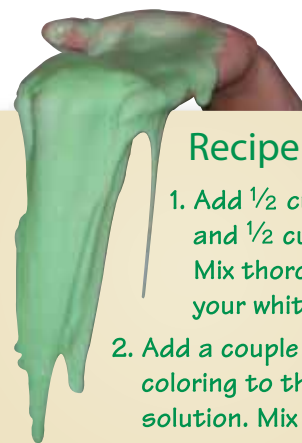 Recipe
1. Add ½ cu
and ½ cu
Mix thoro
your whit
2. Add a couple
coloring to th
solution. Mix